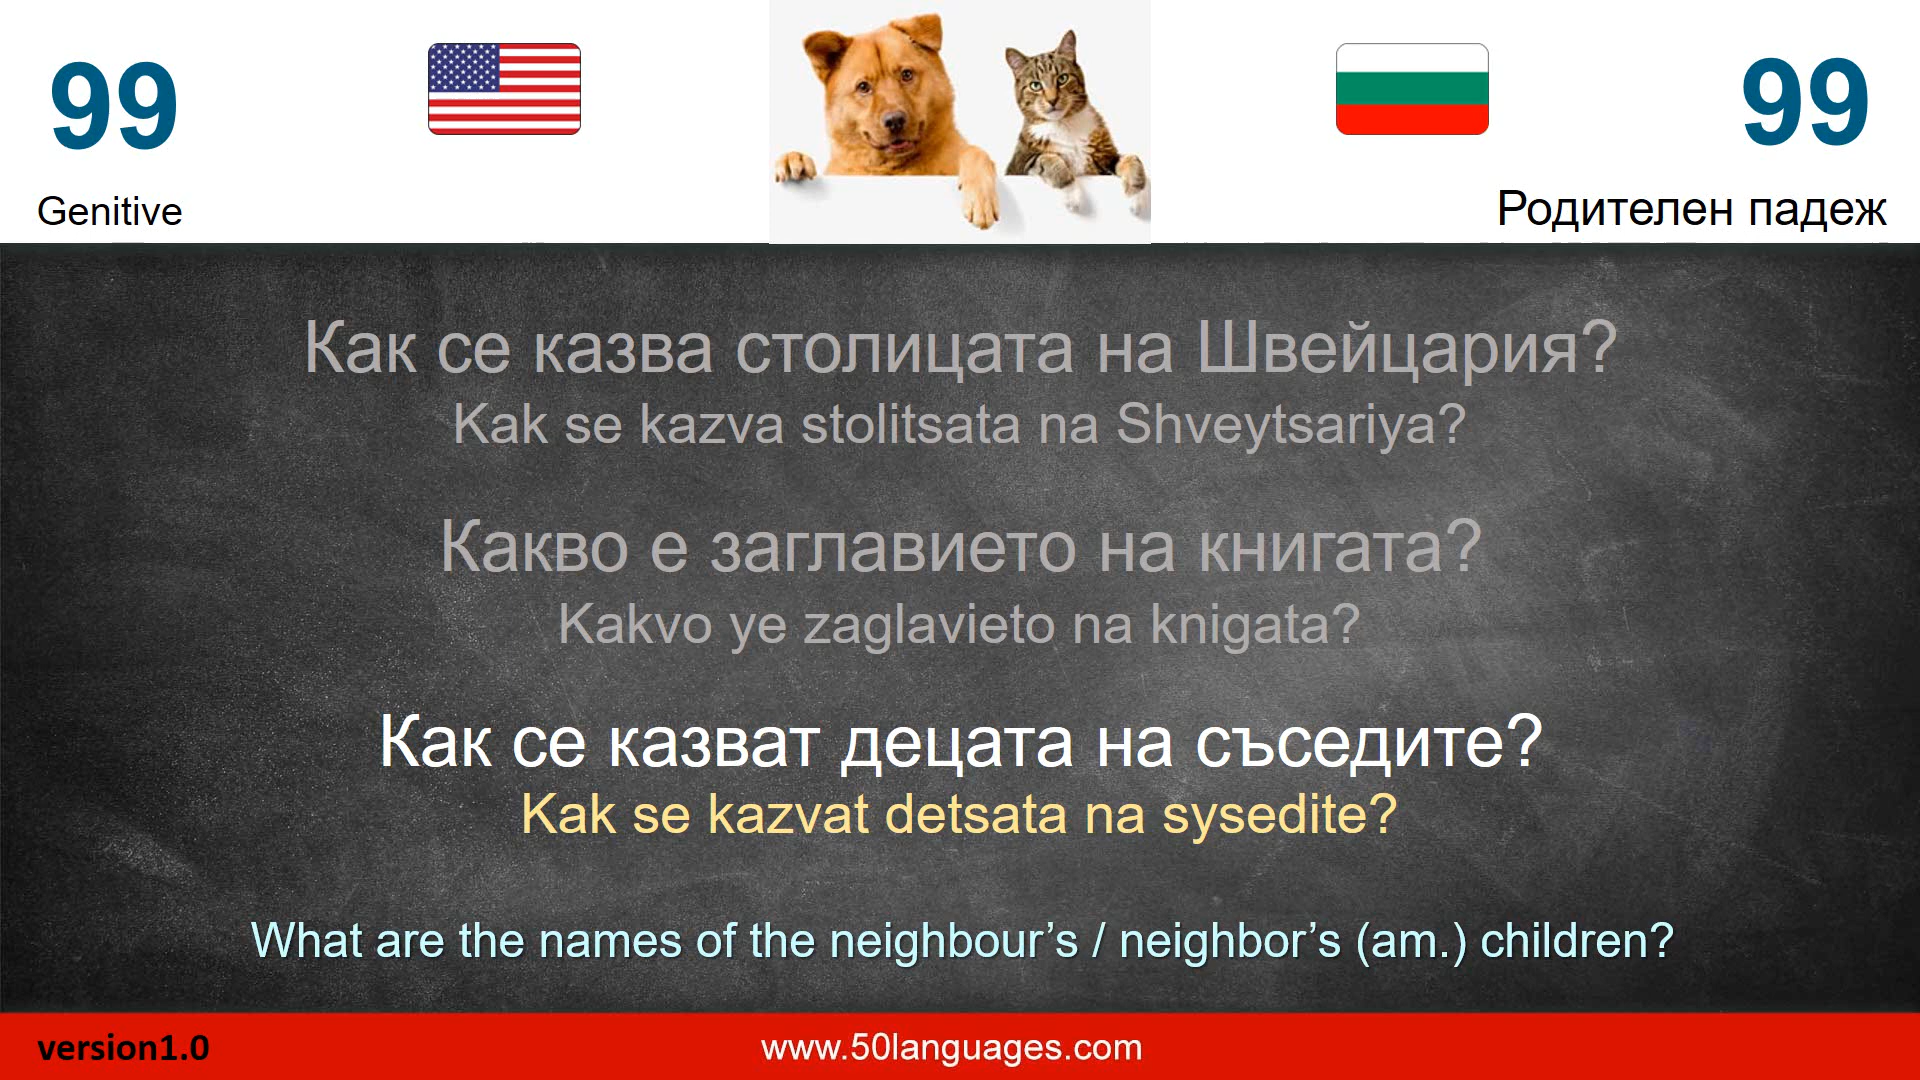 99
99
Genitive
Родителен падеж
Как се казва столицата на Швейцария?
Kak se kazva stolitsata na Shveytsariya?
Какво е заглавието на книгата?
Kakvo ye zaglavieto na knigata?
Как се казват децата на съседите?
Kak se kazvat detsata na sysedite?
What are the names of the neighbour’s / neighbor’s (am.) children?
version1.0
www.50languages.com